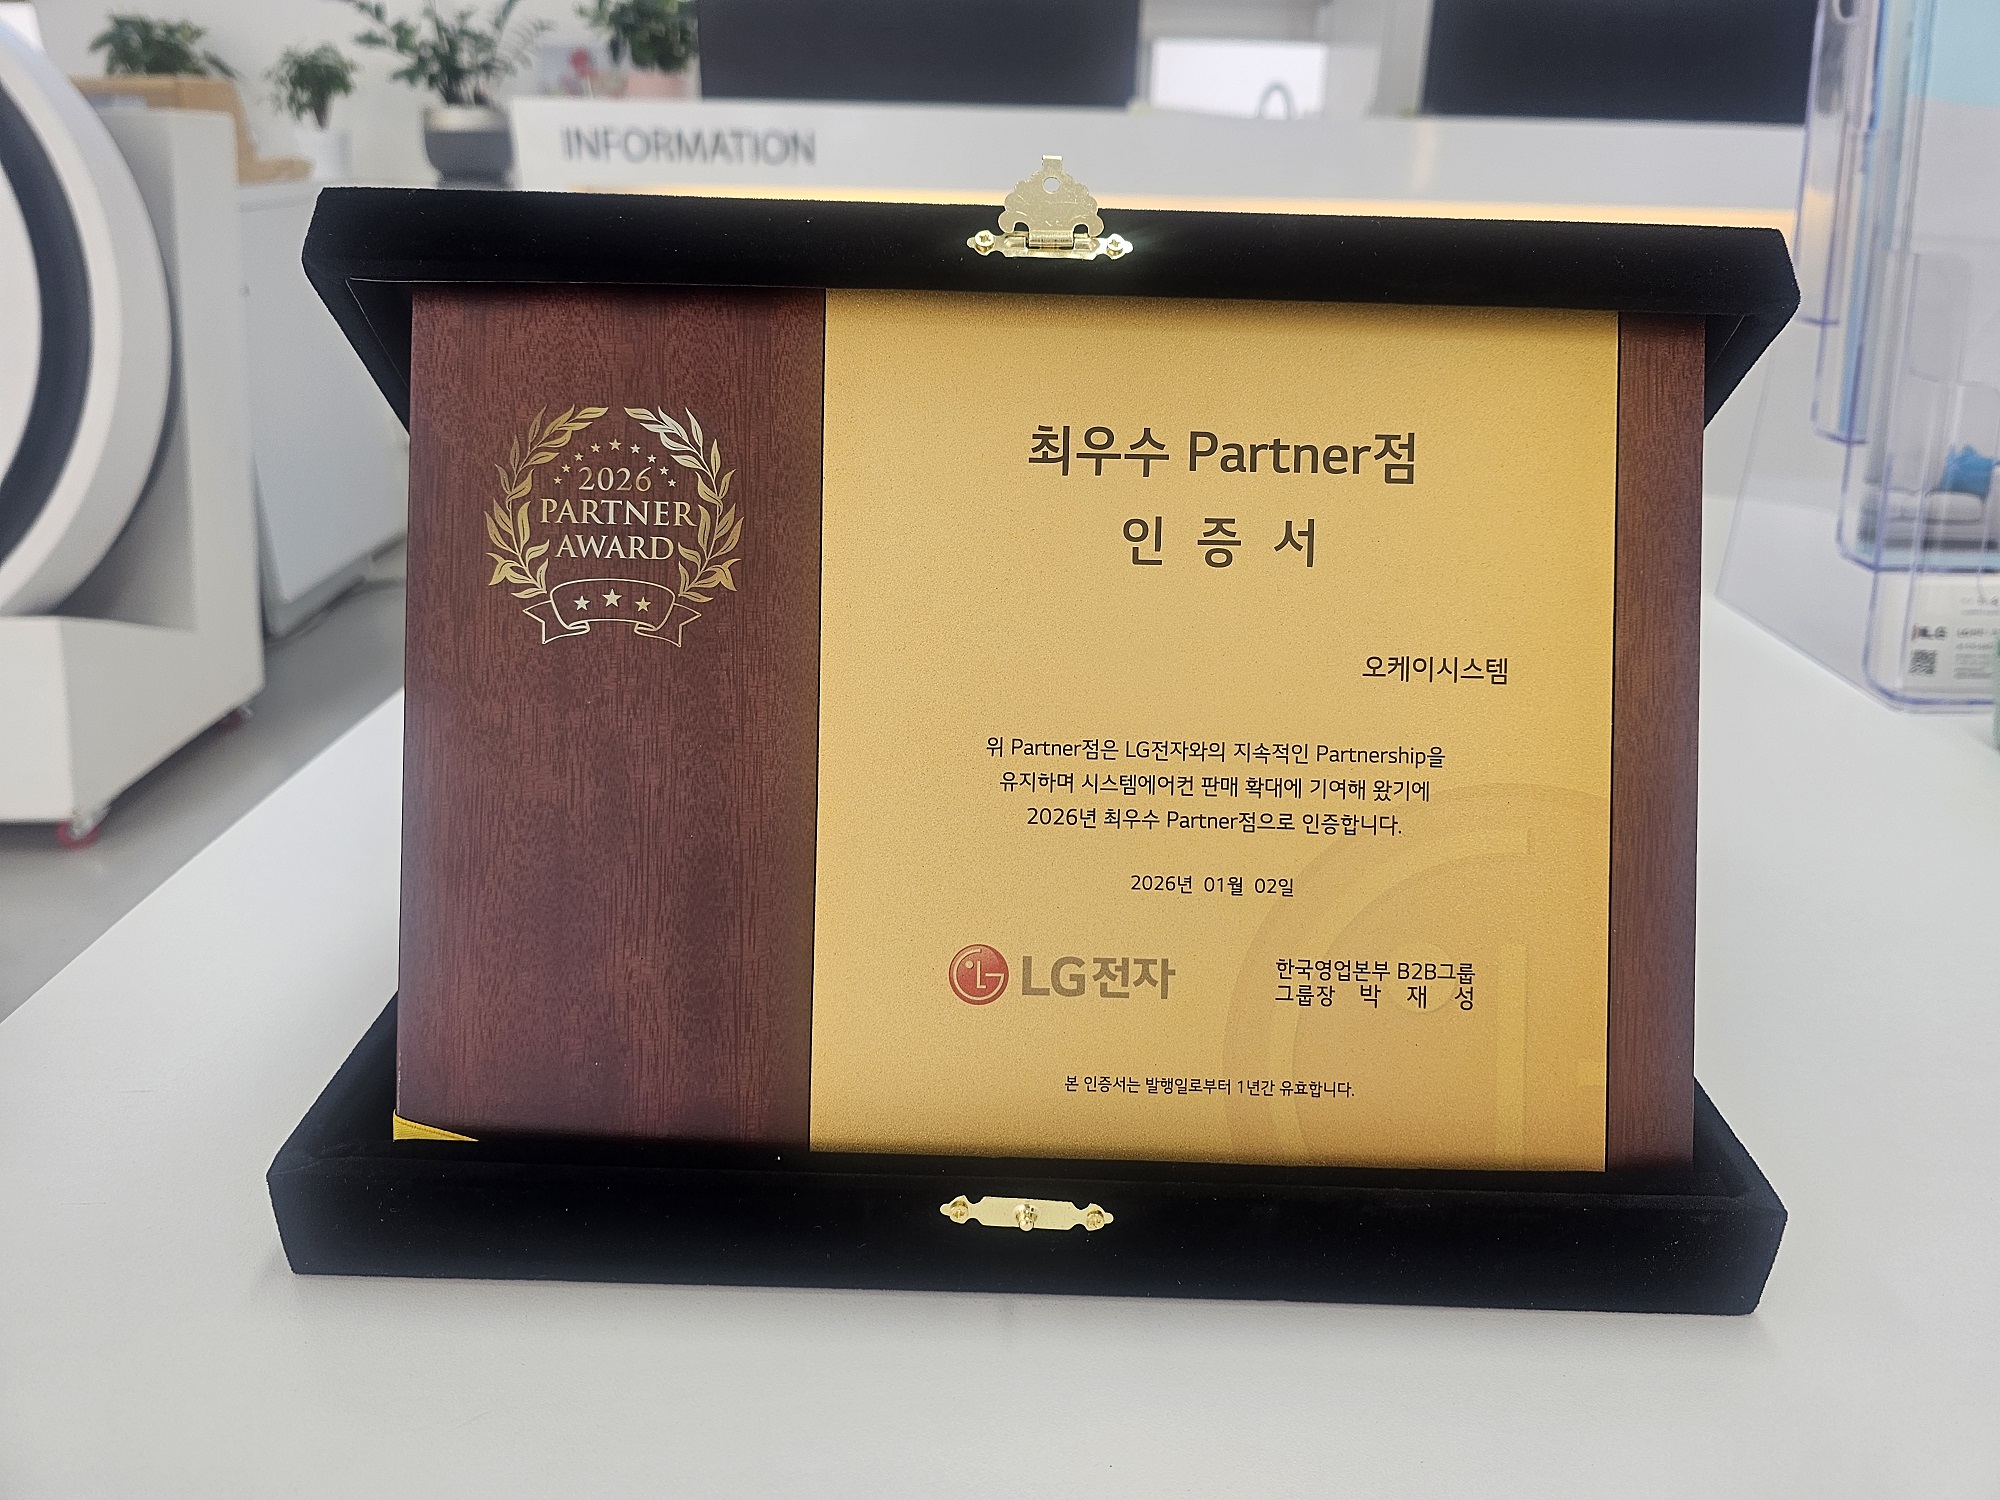 INFORMATION
2026
PARTNER
AWARD
최우수 Partner점
인 증 서
오케이시스템
위 Partner점은 LG전자와의 지속적인 Partnership을
유지하며 시스템에어컨 판매 확대에 기여해 왔기에
2026년 최우수 Partner점으로 인증합니다.
2026년 01월 02일
LG전자
한국영업본부 B2B그룹
그룹장 박 재 성
본 인증서는 발행일로부터 1년간 유효합니다.
LG